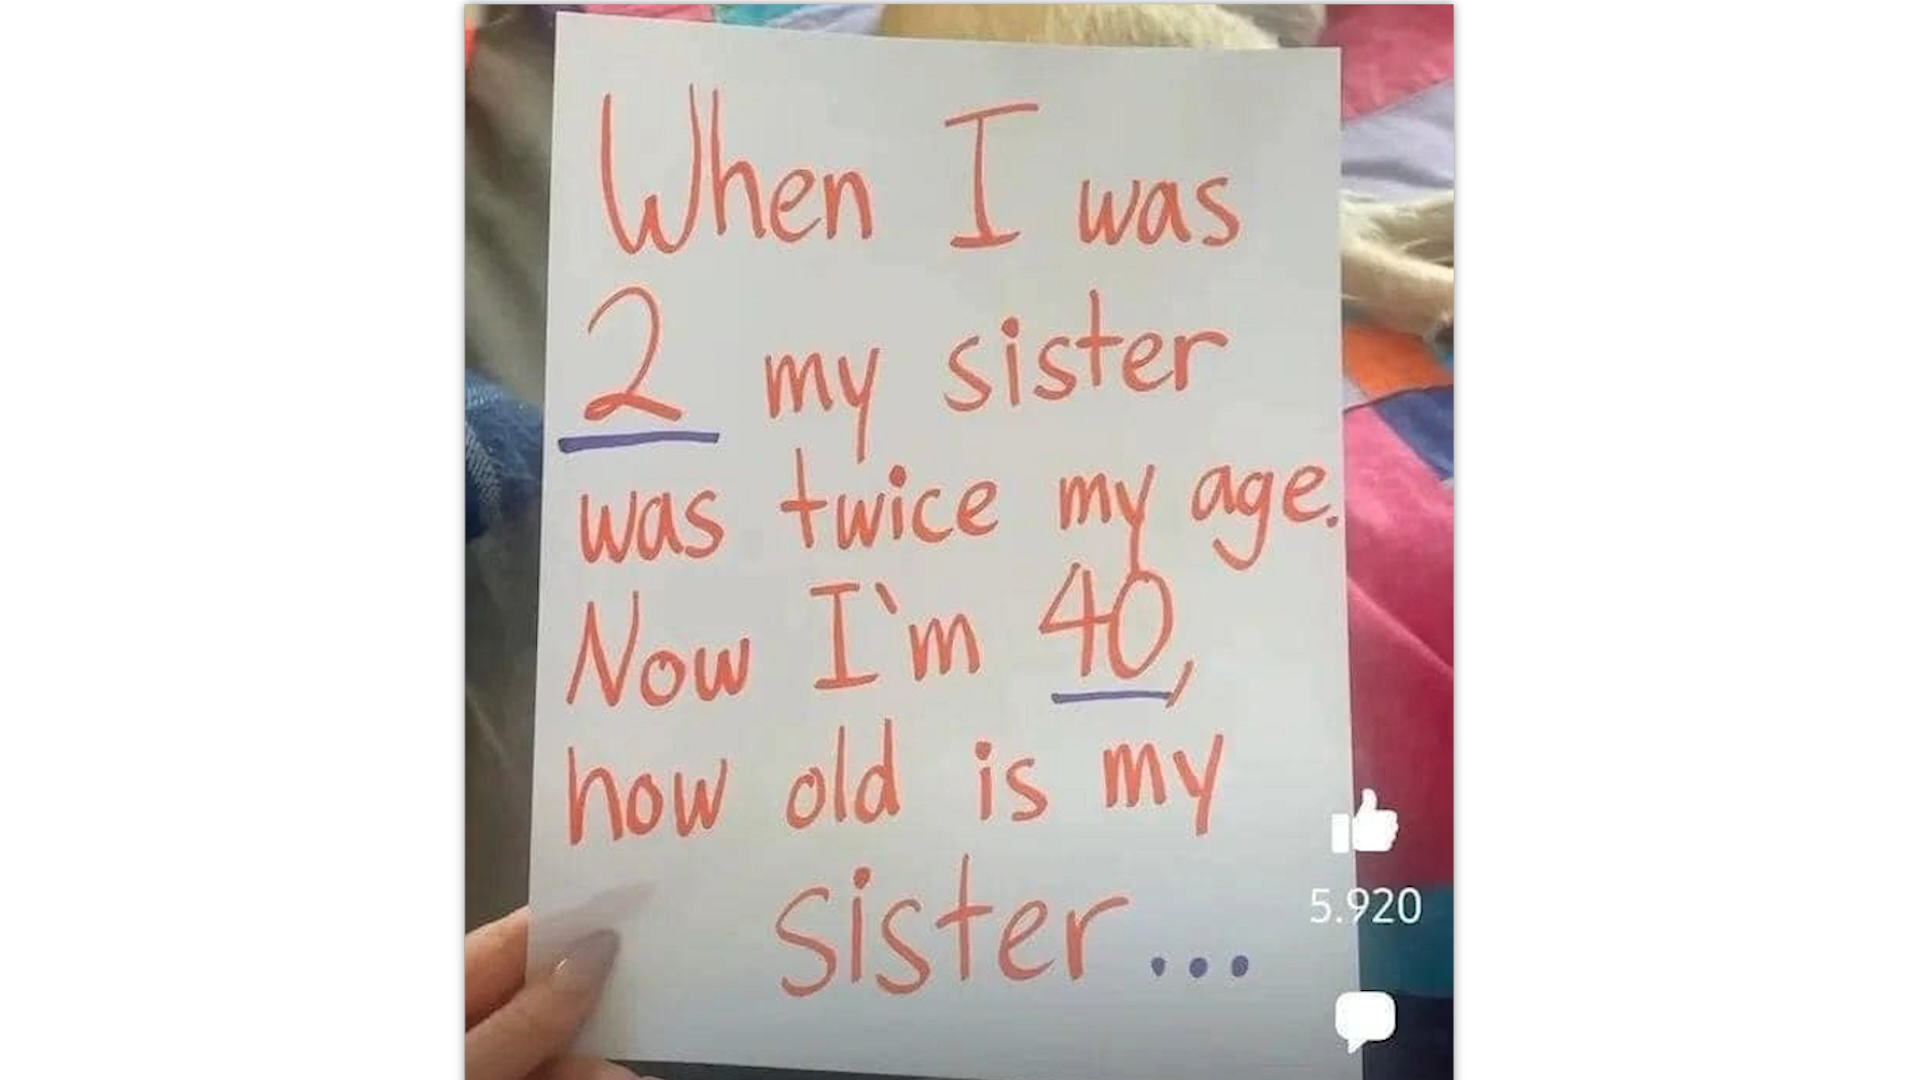 When I was
2 my sister
was twice my age.
Now I`m 40,
how old is my
sister...
5.920